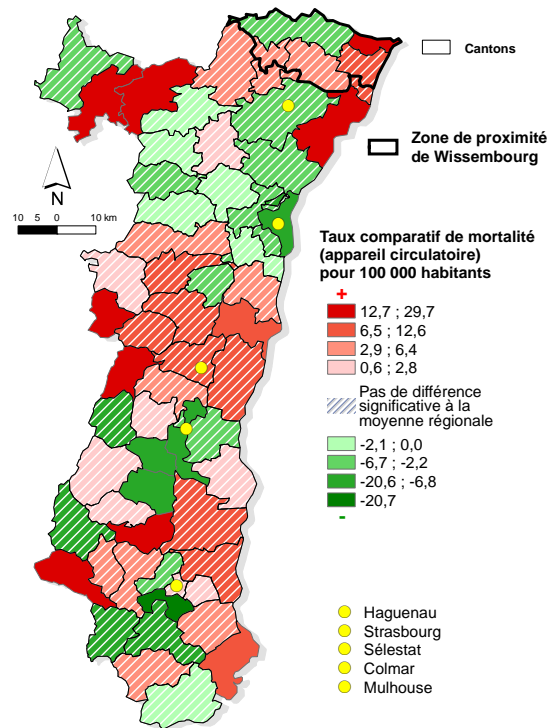 Cantons
Zone de proximité
de Wissembourg
N
10 5 0 10 km
Taux comparatif de mortalité
(appareil circulatoire)
pour 100 000 habitants
+
12,7 ; 29,7
6,5 ; 12,6
2,9 ; 6,4
0,6 ; 2,8
Pas de différence
significative à la
moyenne régionale
-2,1 ; 0,0
-6,7 ; -2,2
-20,6 ; -6,8
-20,7
-
Haguenau
Strasbourg
Sélestat
Colmar
Mulhouse